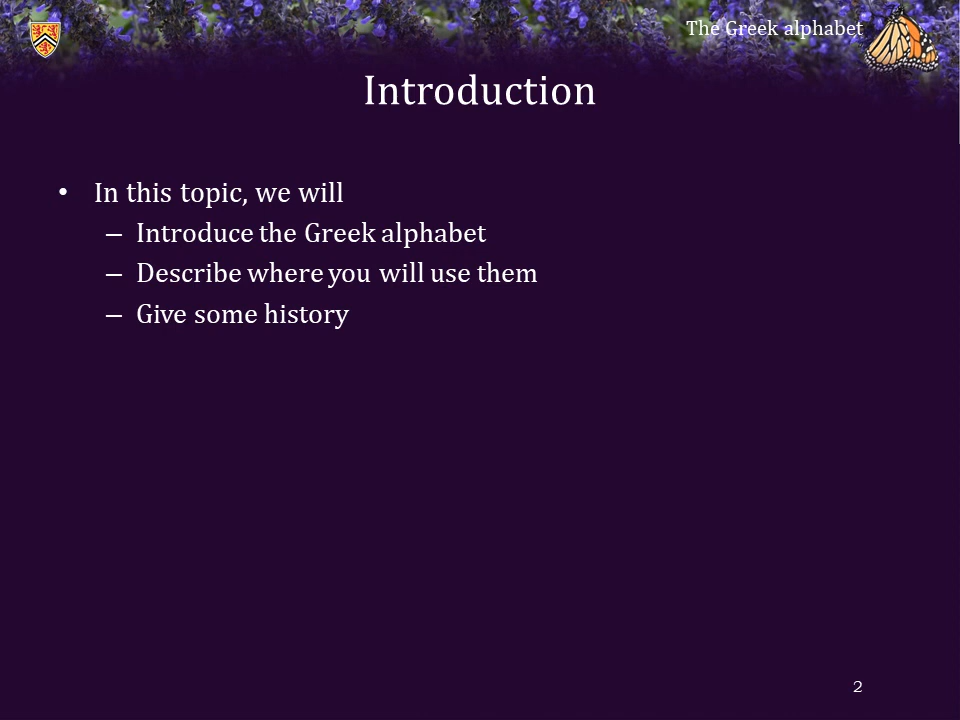 The Greek alphabet
Introduction
• In this topic, we will
– Introduce the Greek alphabet
– Describe where you will use them
– Give some history
2